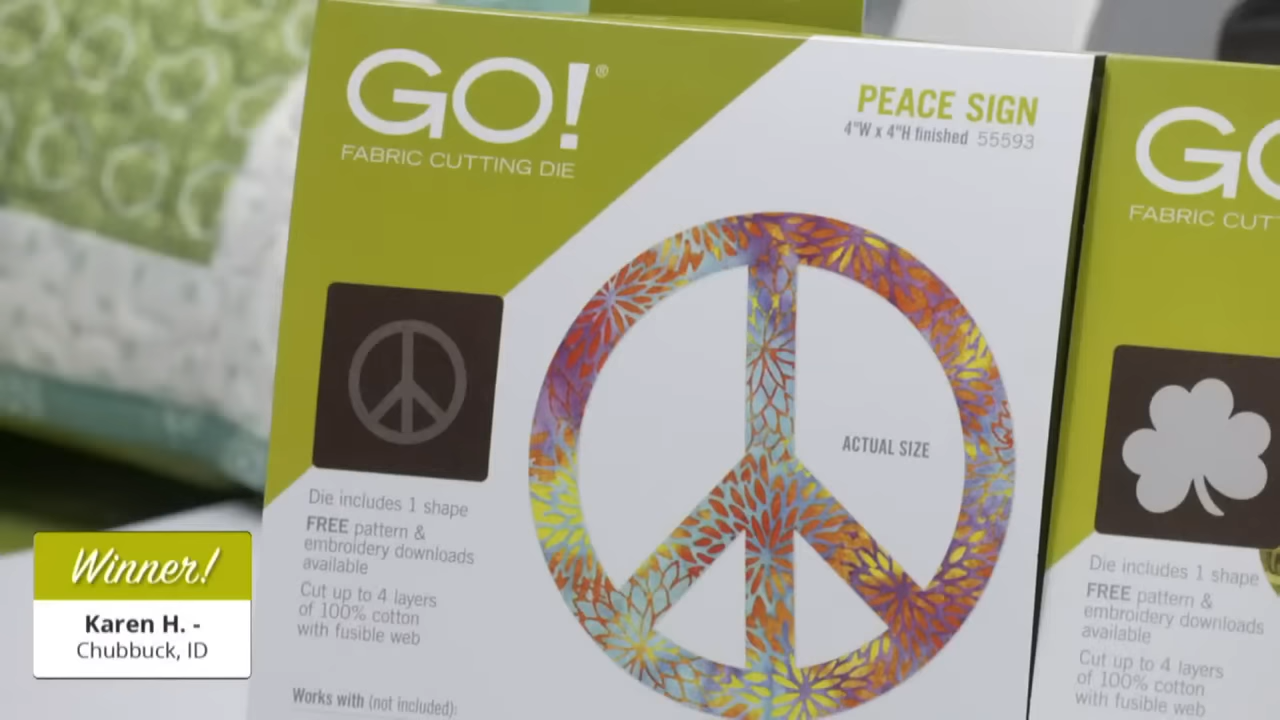 GO!®
FABRIC CUTTING DIE
PEACE SIGN
4"W x 4"H finished 55593
ACTUAL SIZE
Die includes 1 shape
FREE pattern &
embroidery downloads
available
Cut up to 4 layers
of 100% cotton
with fusible web
Works with (not included):
GO
FABRIC CUT
Die includes 1 shape
FREE pattern &
embroidery downloads
available
Cut up to 4 layers
of 100% cotton
with fusible web
Winner!
Karen H. -
Chubbuck, ID